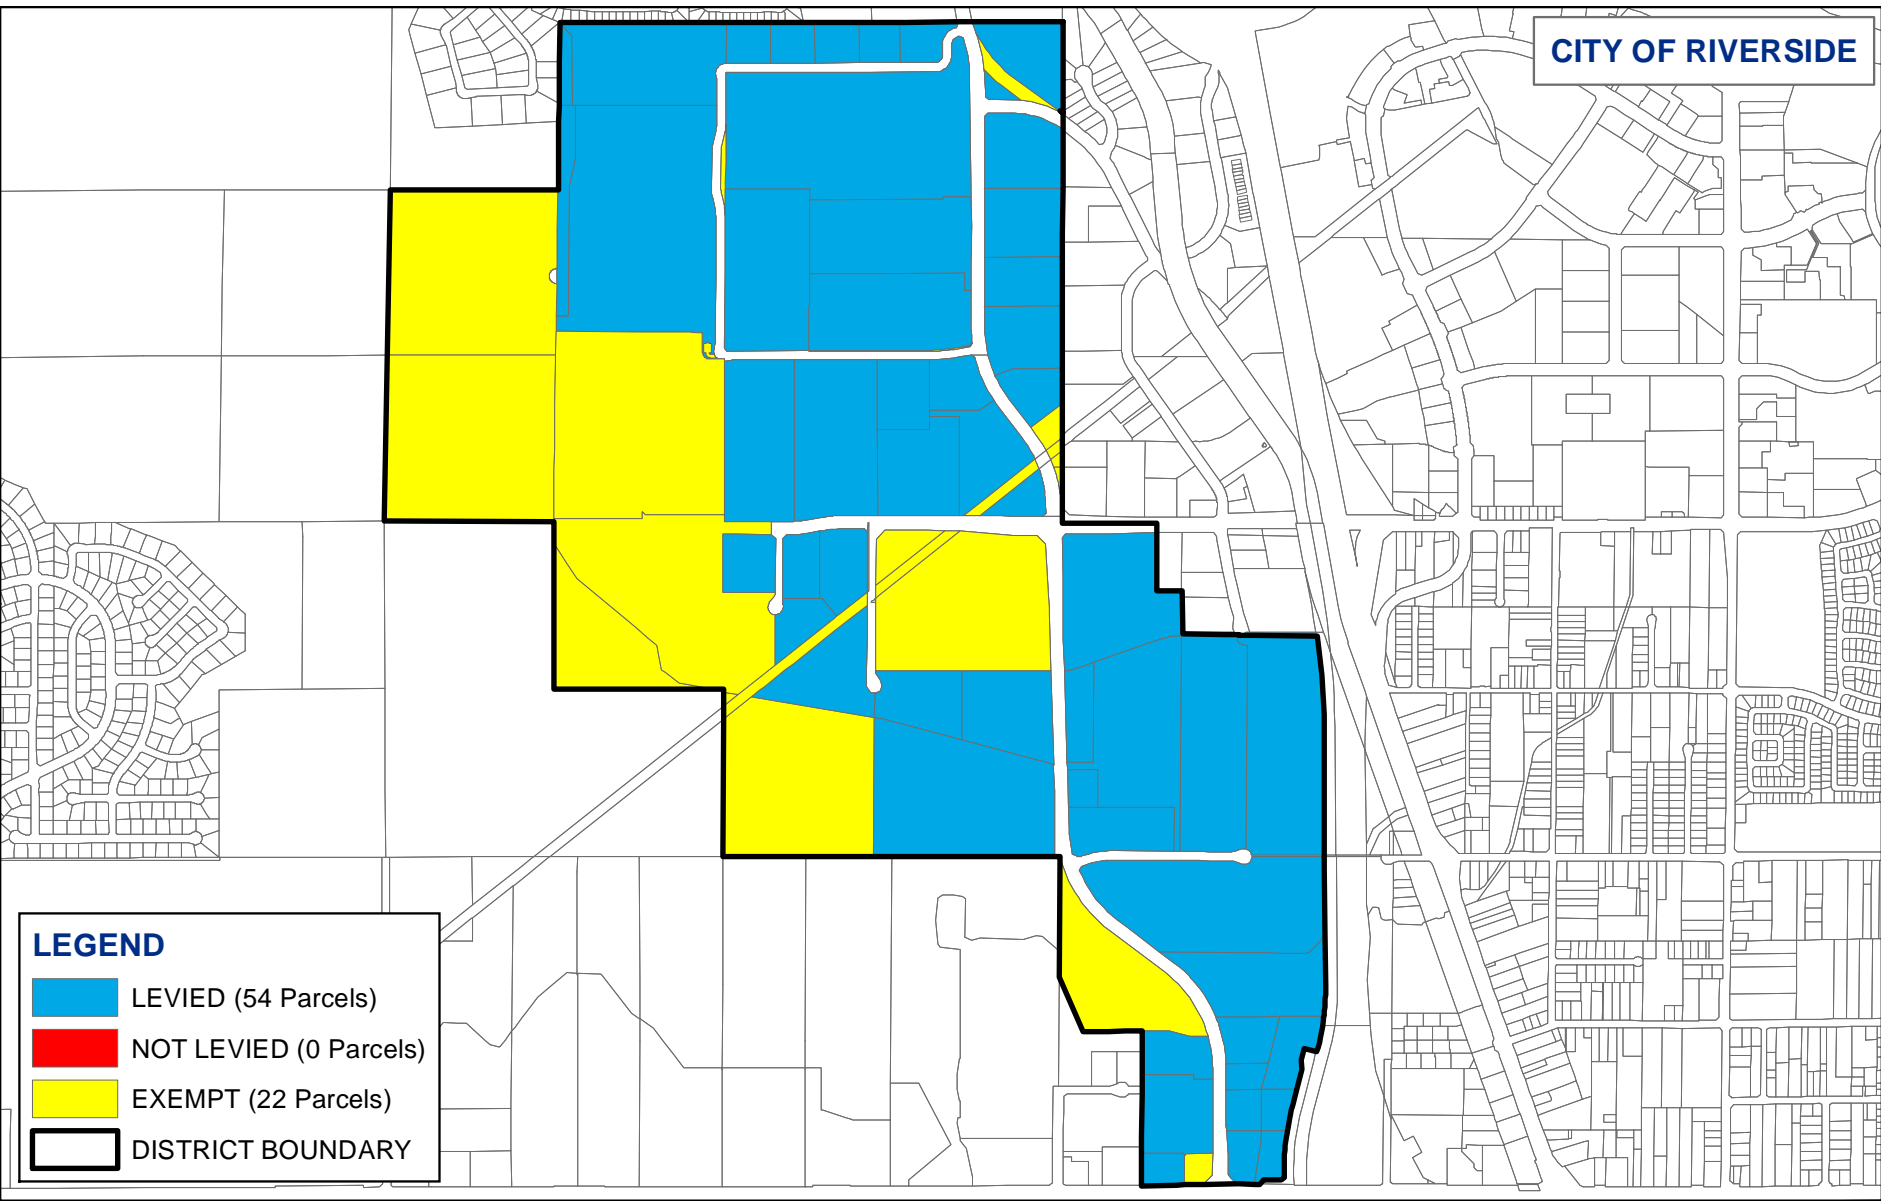 CITY OF RIVERSIDE
LEGEND
LEVIED (54 Parcels)
NOT LEVIED (0 Parcels)
EXEMPT (22 Parcels)
DISTRICT BOUNDARY